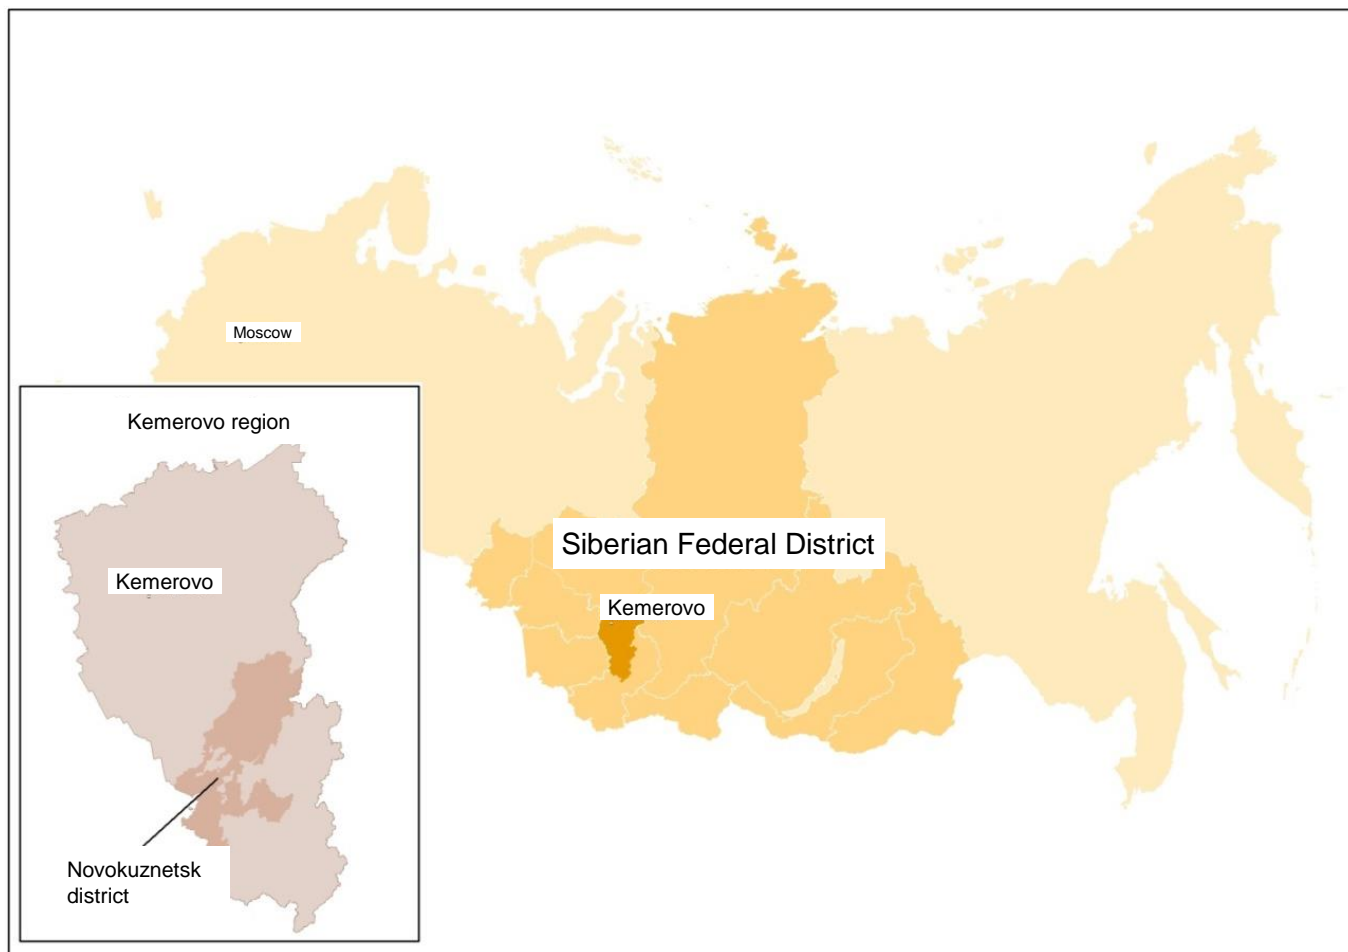 Moscow
Kemerovo region
Siberian Federal District
Kemerovo
Kemerovo
Novokuznetsk
district